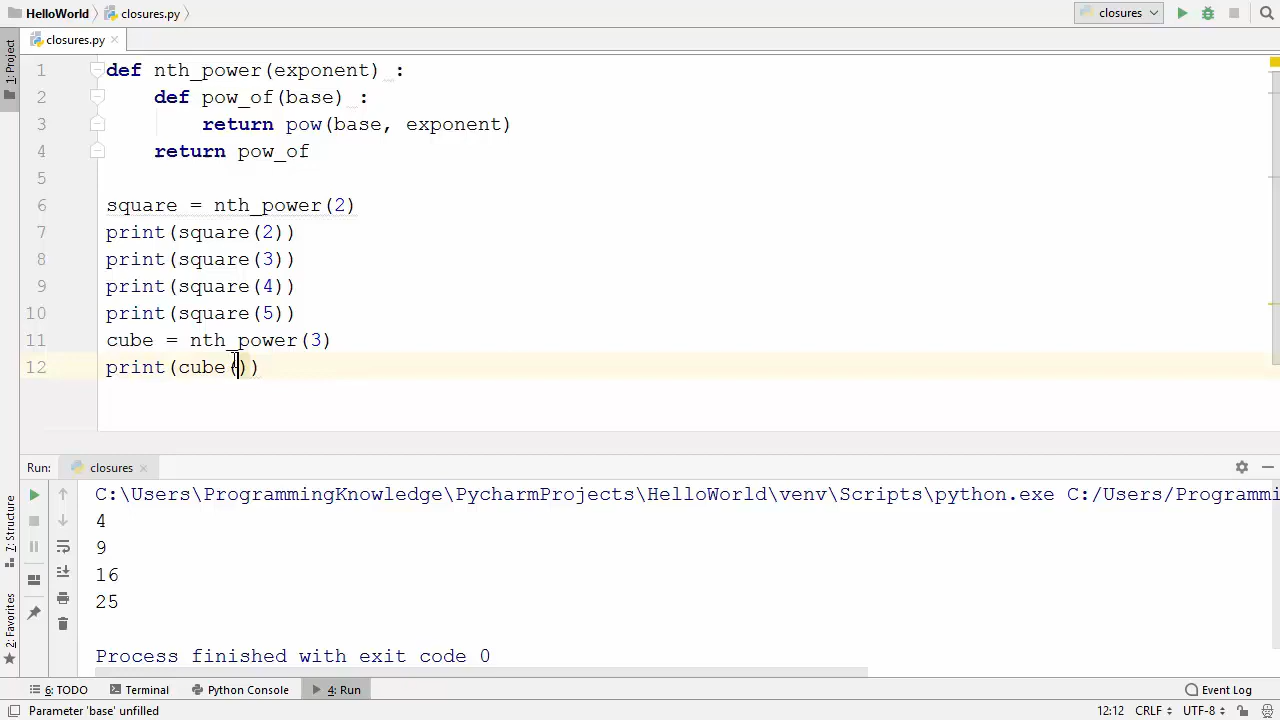 HelloWorld
closures.py
closures
closures.py
1: Project
1 def nth_power(exponent) :
2 def pow_of(base) :
3 return pow(base, exponent)
4 return pow_of
5
6 square = nth_power(2)
7 print(square(2))
8 print(square(3))
9 print(square(4))
10 print(square(5))
11 cube = nth_power(3)
12 print(cube())
Run: closures
C:\Users\ProgrammingKnowledge\PycharmProjects\HelloWorld\venv\Scripts\python.exe C:/Users/Programmi
4
9
16
25
Process finished with exit code 0
7: Structure
2: Favorites
6: TODO Terminal Python Console 4: Run Event Log
Parameter 'base' unfilled 12:12 CRLF UTF-8